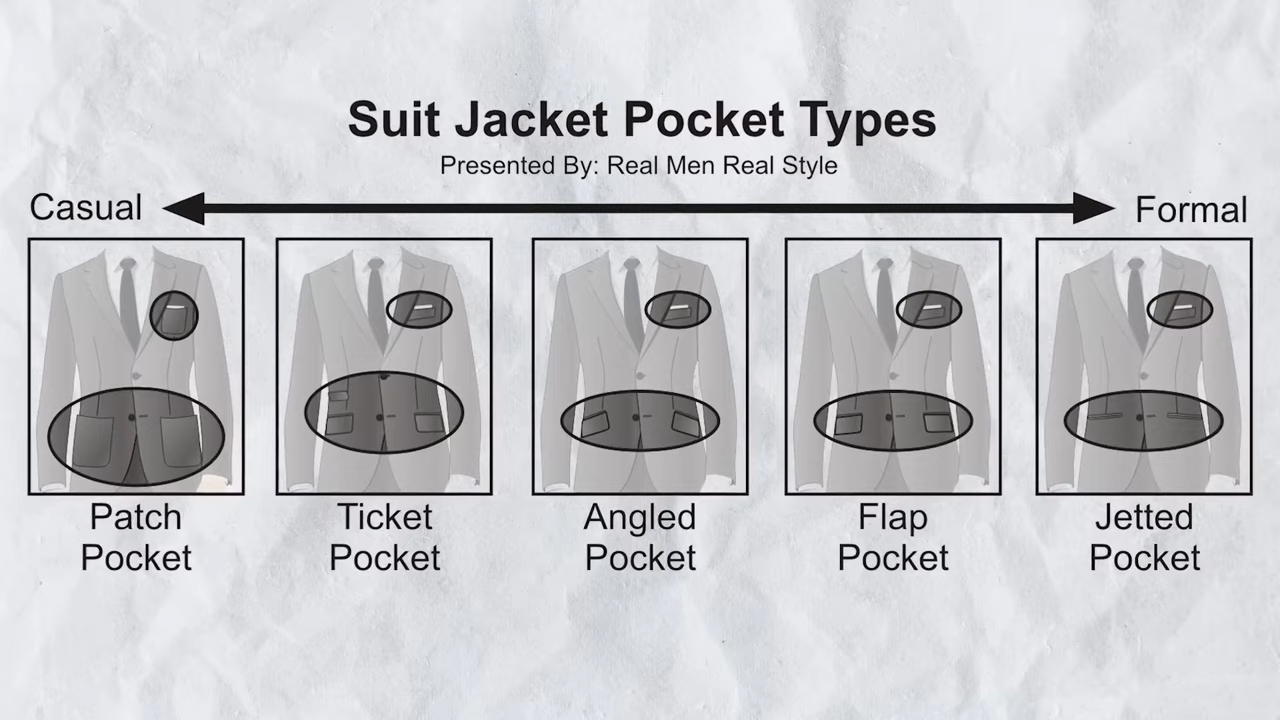 Suit Jacket Pocket Types
Presented By: Real Men Real Style
Casual
Formal
Patch
Pocket
Ticket
Pocket
Angled
Pocket
Flap
Pocket
Jetted
Pocket